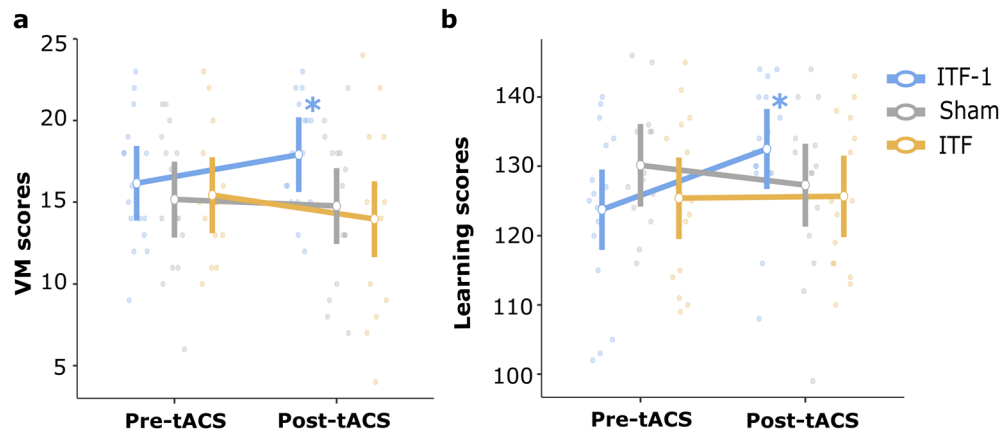 a
VM scores
25
20
15
10
5
*
Pre-tACS
Post-tACS
b
Learning scores
140
130
120
110
100
*
Pre-tACS
Post-tACS
ITF-1
Sham
ITF